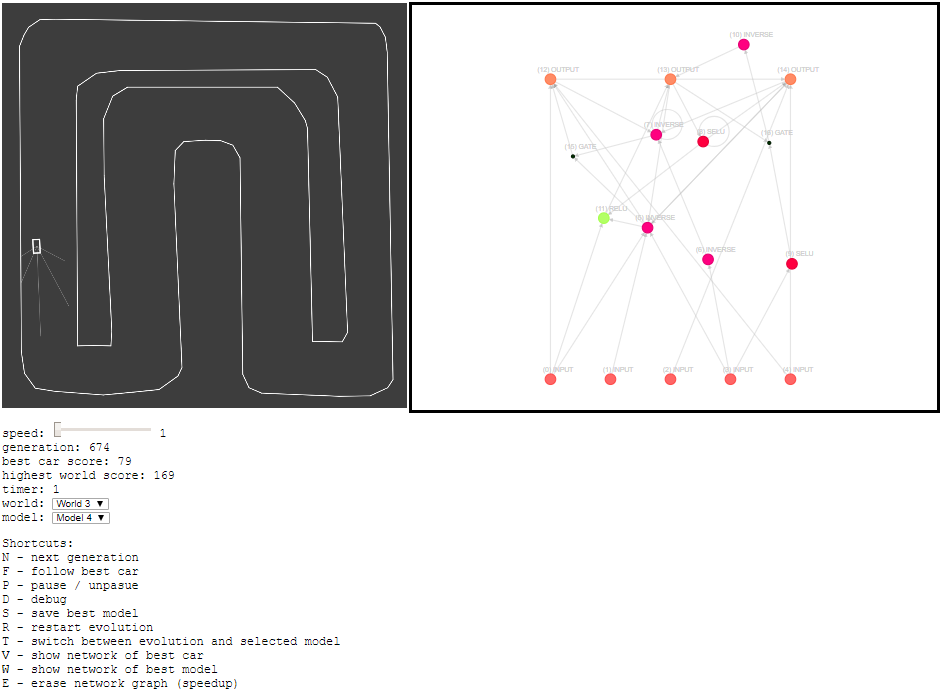 (10) INVERSE
(12) OUTPUT
(13) OUTPUT
(14) OUTPUT
(7) INVERSE
SELU
GATE
(16) GATE
(11) RELU
(5) INVERSE
(6) INVERSE
SELU
(0) INPUT
(1) INPUT
(2) INPUT
(3) INPUT
(4) INPUT
speed: 1
generation: 674
best car score: 79
highest world score: 169
timer: 1
world: World 3 ▼
model: Model 4 ▼
Shortcuts:
N - next generation
F - follow best car
P - pause / unpasue
D - debug
S - save best model
R - restart evolution
T - switch between evolution and selected model
V - show network of best car
W - show network of best model
E - erase network graph (speedup)